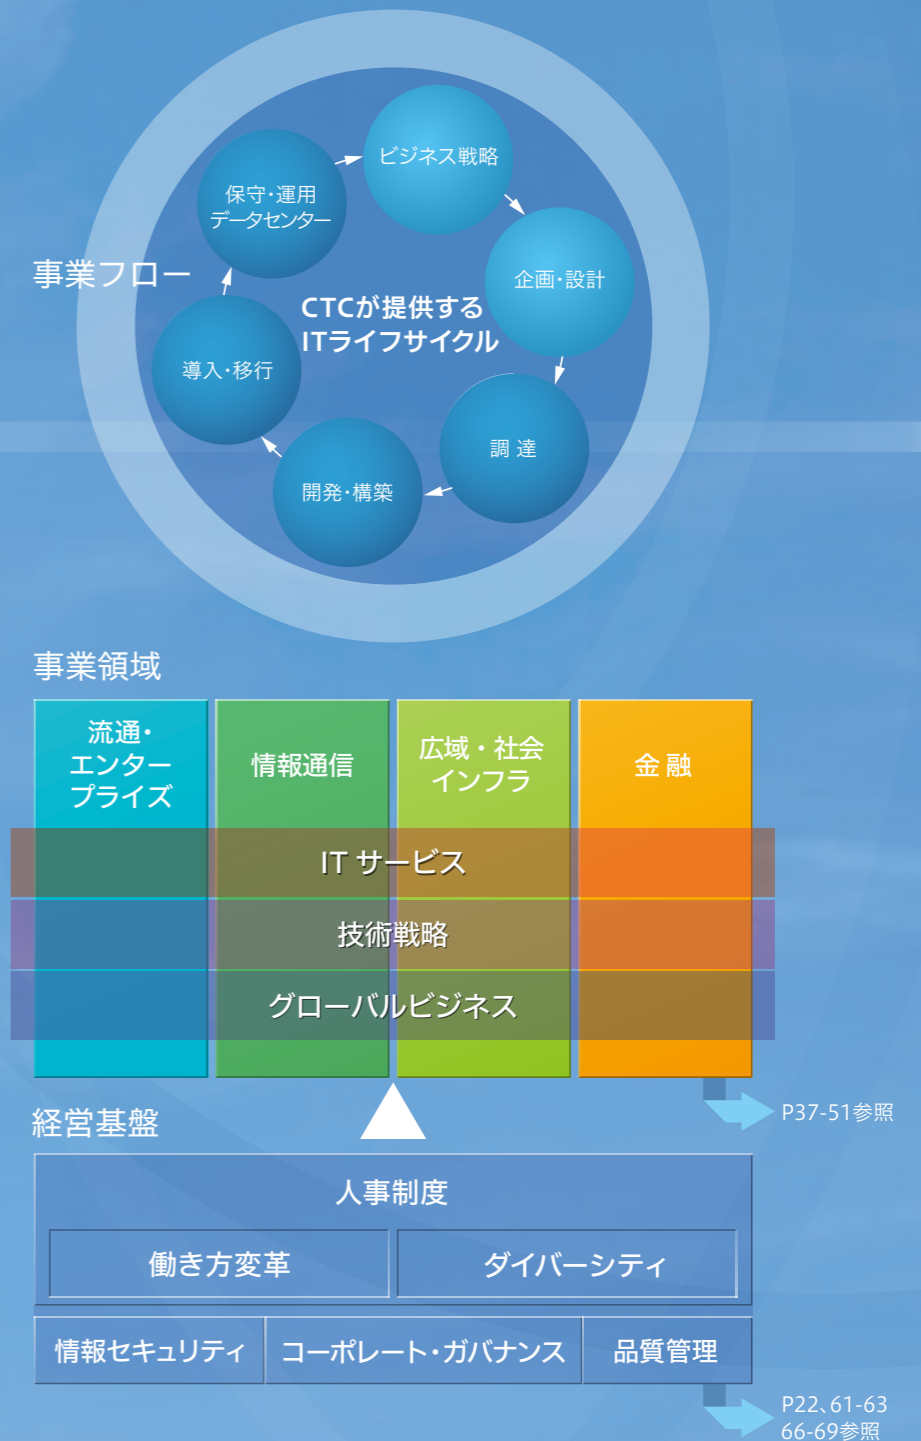 事業フロー
CTCが提供する
ITライフサイクル
ビジネス戦略
企画・設計
調達
開発・構築
導入・移行
保守・運用
データセンター
事業領域
流通・
エンター
プライズ
情報通信
広域・社会
インフラ
金融
IT サービス
技術戦略
グローバルビジネス
P37-51参照
経営基盤
人事制度
働き方変革
ダイバーシティ
情報セキュリティ
コーポレート・ガバナンス
品質管理
P22、61-63
66-69参照